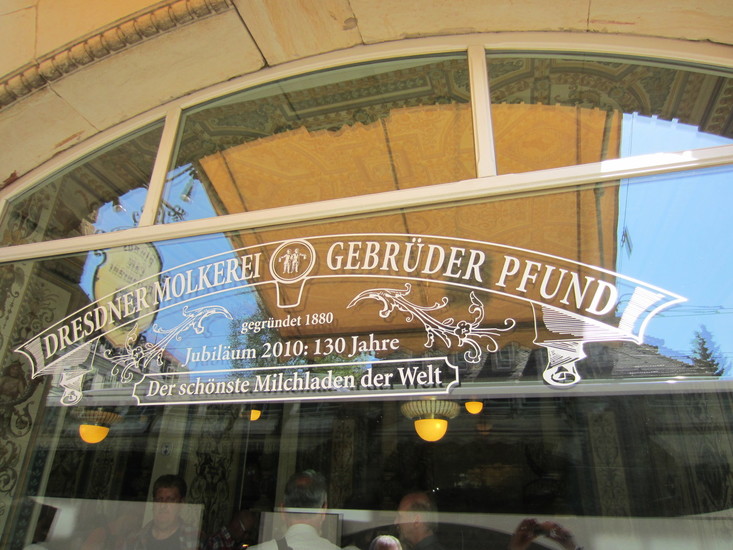 DRESDNER MOLKEREI GEBRÜDER PFUND
gegründet 1880
Jubiläum 2010: 130 Jahre
Der schönste Milchladen der Welt